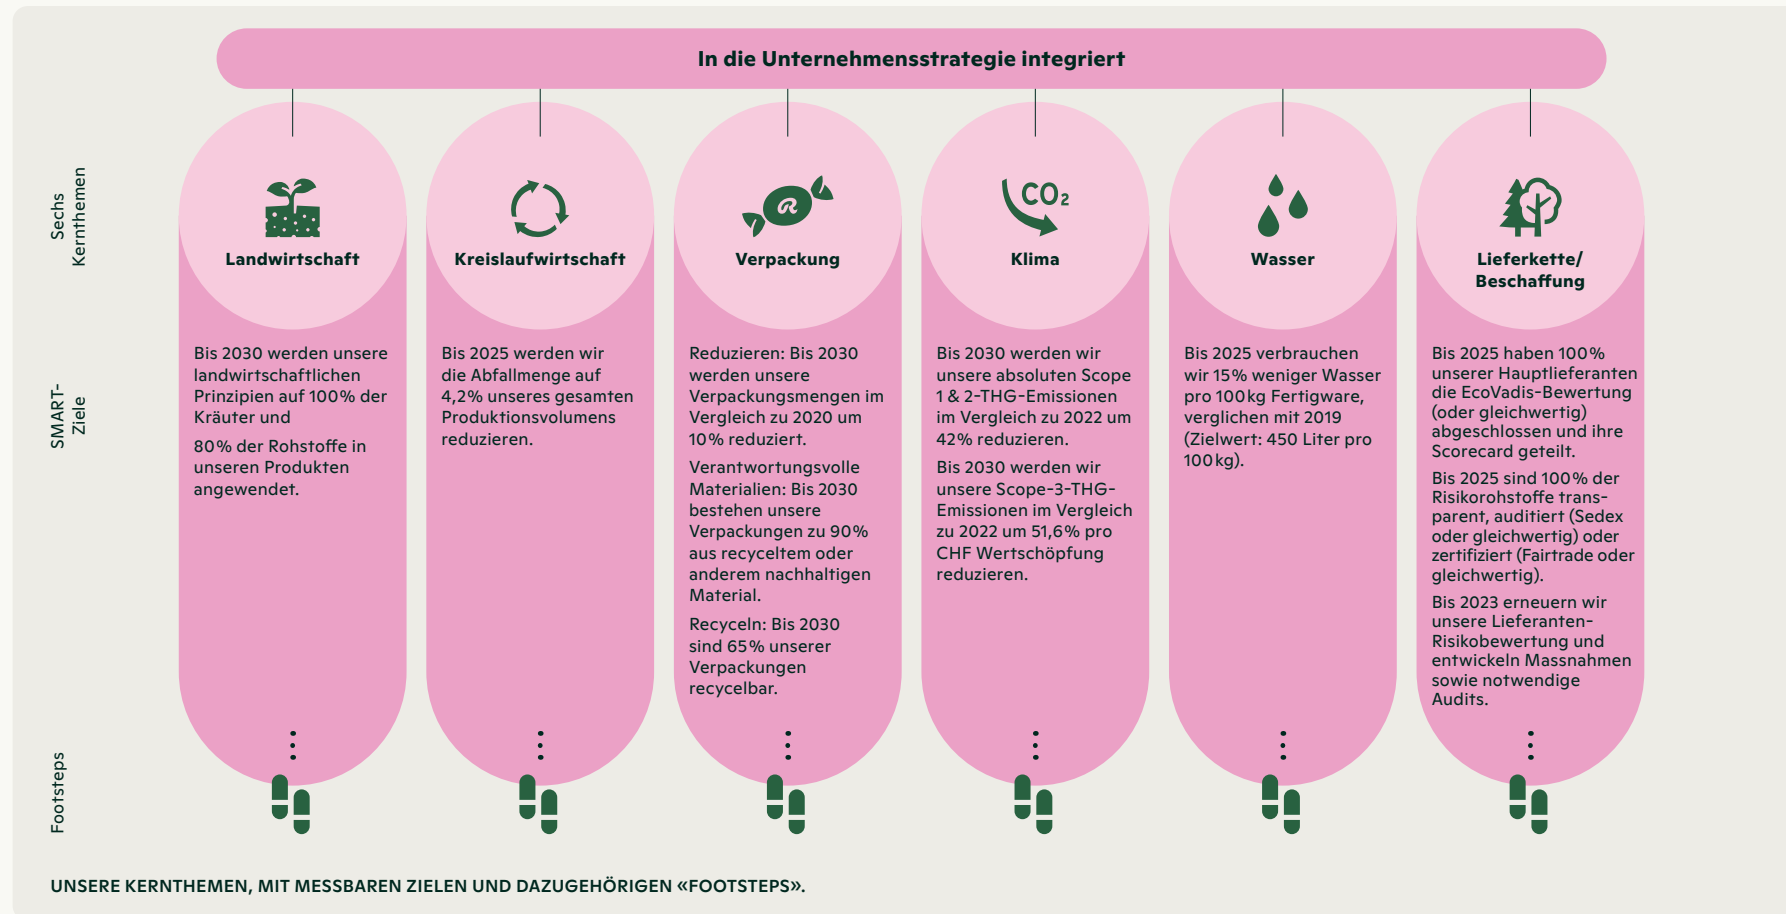 In die Unternehmensstrategie integriert
Sechs
Kernthemen
Landwirtschaft
Kreislaufwirtschaft
Verpackung
CO₂
Klima
Wasser
Lieferkette/
Beschaffung
SMART-
Ziele
Bis 2030 werden unsere
landwirtschaftlichen
Prinzipien auf 100% der
Kräuter und
80% der Rohstoffe in
unseren Produkten
angewendet.
Bis 2025 werden wir
die Abfallmenge auf
4,2% unseres gesamten
Produktionsvolumens
reduzieren.
Reduzieren: Bis 2030
werden unsere
Verpackungsmengen im
Vergleich zu 2020 um
10% reduziert.
Verantwortungsvolle
Materialien: Bis 2030
bestehen unsere
Verpackungen zu 90%
aus recyceltem oder
anderem nachhaltigen
Material.
Recyceln: Bis 2030
sind 65% unserer
Verpackungen
recycelbar.
Bis 2030 werden wir
unsere absoluten Scope
1 & 2-THG-Emissionen
im Vergleich zu 2022 um
42% reduzieren.
Bis 2030 werden wir
unsere Scope-3-THG-
Emissionen im Vergleich
zu 2022 um 51,6% pro
CHF Wertschöpfung
reduzieren.
Bis 2025 verbrauchen
wir 15% weniger Wasser
pro 100kg Fertigware,
verglichen mit 2019
(Zielwert: 450 Liter pro
100kg).
Bis 2025 haben 100%
unserer Hauptlieferanten
die EcoVadis-Bewertung
(oder gleichwertig)
abgeschlossen und ihre
Scorecard geteilt.
Bis 2025 sind 100% der
Risikorohstoffe trans-
parent, auditiert (Sedex
oder gleichwertig) oder
zertifiziert (Fairtrade oder
gleichwertig).
Bis 2023 erneuern wir
unsere Lieferanten-
Risikobewertung und
entwickeln Massnahmen
sowie notwendige
Audits.
Footsteps
UNSERE KERNTHEMEN, MIT MESSBAREN ZIELEN UND DAZUGEHÖRIGEN «FOOTSTEPS».